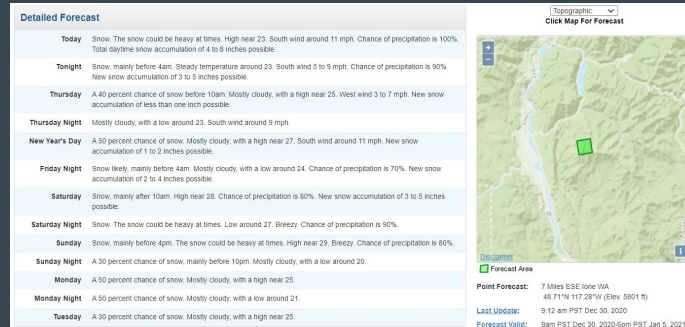 Detailed Forecast
Today Snow. The snow could be heavy at times. High near 23. South wind around 11 mph. Chance of precipitation is 100%.
Total daytime snow accumulation of 4 to 8 inches possible.
Tonight Snow, mainly before 4am. Steady temperature around 23. South wind 5 to 9 mph. Chance of precipitation is 90%.
New snow accumulation of 3 to 5 inches possible.
Thursday A 40 percent chance of snow before 10am. Mostly cloudy, with a high near 25. West wind 3 to 7 mph. New snow
accumulation of less than one inch possible.
Thursday Night Mostly cloudy, with a low around 23. South wind around 9 mph.
New Year's Day A 50 percent chance of snow. Mostly cloudy, with a high near 27. South wind around 11 mph. New snow
accumulation of 1 to 2 inches possible.
Friday Night Snow likely, mainly before 4am. Mostly cloudy, with a low around 24. Chance of precipitation is 70%. New snow
accumulation of 2 to 4 inches possible.
Saturday Snow, mainly after 10am. High near 28. Chance of precipitation is 80%. New snow accumulation of 3 to 5 inches
possible.
Saturday Night Snow. The snow could be heavy at times. Low around 27. Breezy. Chance of precipitation is 90%.
Sunday Snow, mainly before 4pm. The snow could be heavy at times. High near 29. Breezy. Chance of precipitation is 80%.
Sunday Night A 30 percent chance of snow, mainly before 10pm. Mostly cloudy, with a low around 20.
Monday A 50 percent chance of snow. Mostly cloudy, with a high near 25.
Monday Night A 50 percent chance of snow. Mostly cloudy, with a low around 21.
Tuesday A 30 percent chance of snow. Mostly cloudy, with a high near 25.
Topographic
Click Map For Forecast
+
−
Disclaimer
i
Forecast Area
Point Forecast: 7 Miles ESE Ione WA
48.71°N 117.28°W (Elev. 5801 ft)
Last Update: 9:12 am PST Dec 30, 2020
Forecast Valid: 9am PST Dec 30, 2020-6pm PST Jan 5, 2021